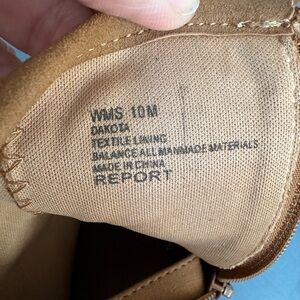 WMS 10M
DAKOTA
TEXTILE LINING
BALANCE ALL MANMADE MATERIALS
MADE IN CHINA
REPORT